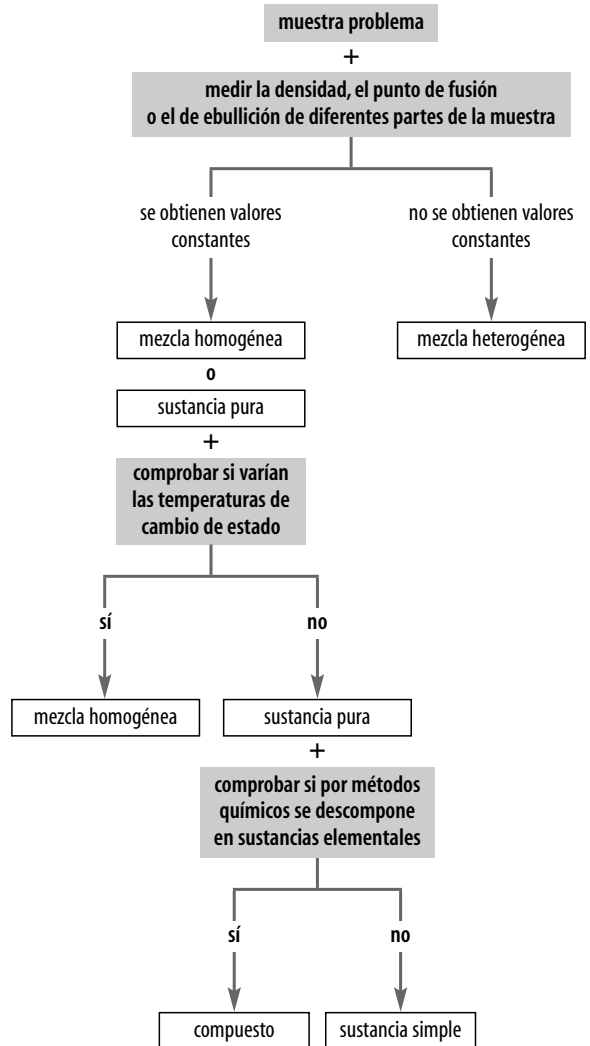 muestra problema
+
medir la densidad, el punto de fusión
o el de ebullición de diferentes partes de la muestra
se obtienen valores
constantes
no se obtienen valores
constantes
mezcla homogénea
mezcla heterogénea
o
sustancia pura
+
comprobar si varían
las temperaturas de
cambio de estado
sí
no
mezcla homogénea
sustancia pura
+
comprobar si por métodos
químicos se descompone
en sustancias elementales
sí
no
compuesto
sustancia simple